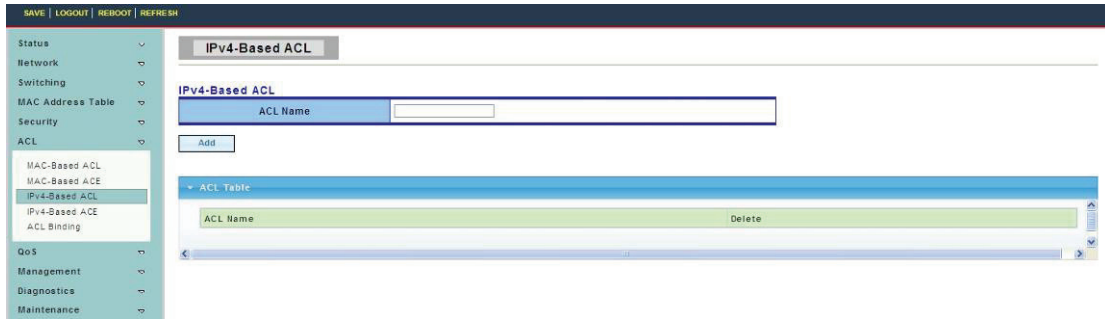 SAVE | LOGOUT | REBOOT | REFRESH
Status
Network
Switching
MAC Address Table
Security
ACL
MAC-Based ACL
MAC-Based ACE
IPv4-Based ACL
IPv4-Based ACE
ACL Binding
QoS
Management
Diagnostics
Maintenance
IPv4-Based ACL
IPv4-Based ACL
ACL Name
Add
ACL Table
ACL Name Delete